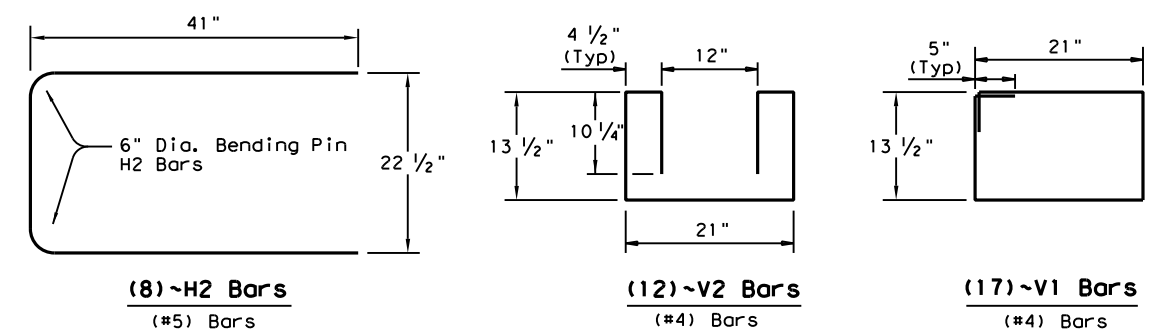 41"
6" Dia. Bending Pin
H2 Bars
22 1/2"
(8)~H2 Bars
(#5) Bars
4 1/2"
(Typ)
12"
10 1/4"
13 1/2"
21"
(12)~V2 Bars
(#4) Bars
5"
(Typ)
21"
13 1/2"
(17)~V1 Bars
(#4) Bars